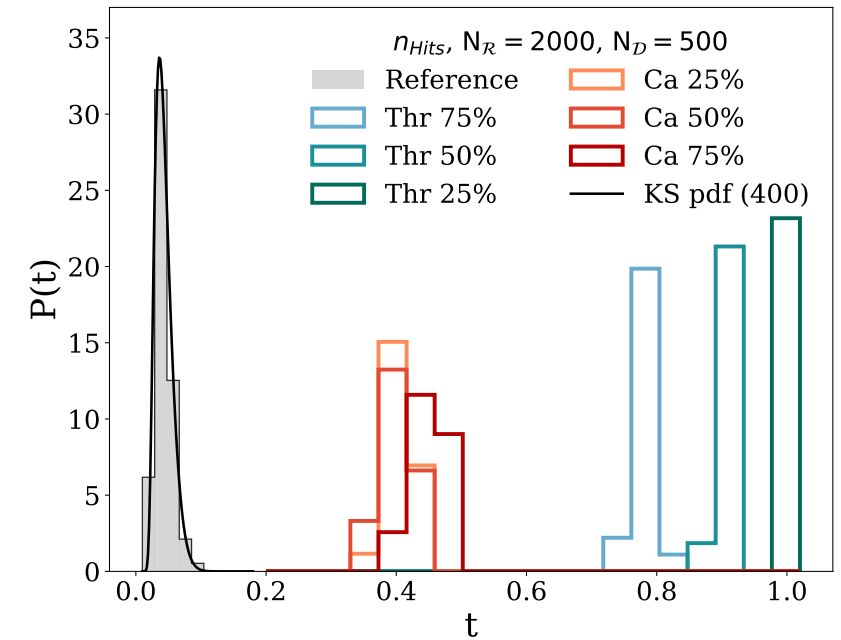 n_Hits, N_ℛ = 2000, N_𝒟 = 500
Reference
Thr 75%
Thr 50%
Thr 25%
Ca 25%
Ca 50%
Ca 75%
KS pdf (400)
P(t)
35
30
25
20
15
10
5
0
0.0 0.2 0.4 0.6 0.8 1.0
t